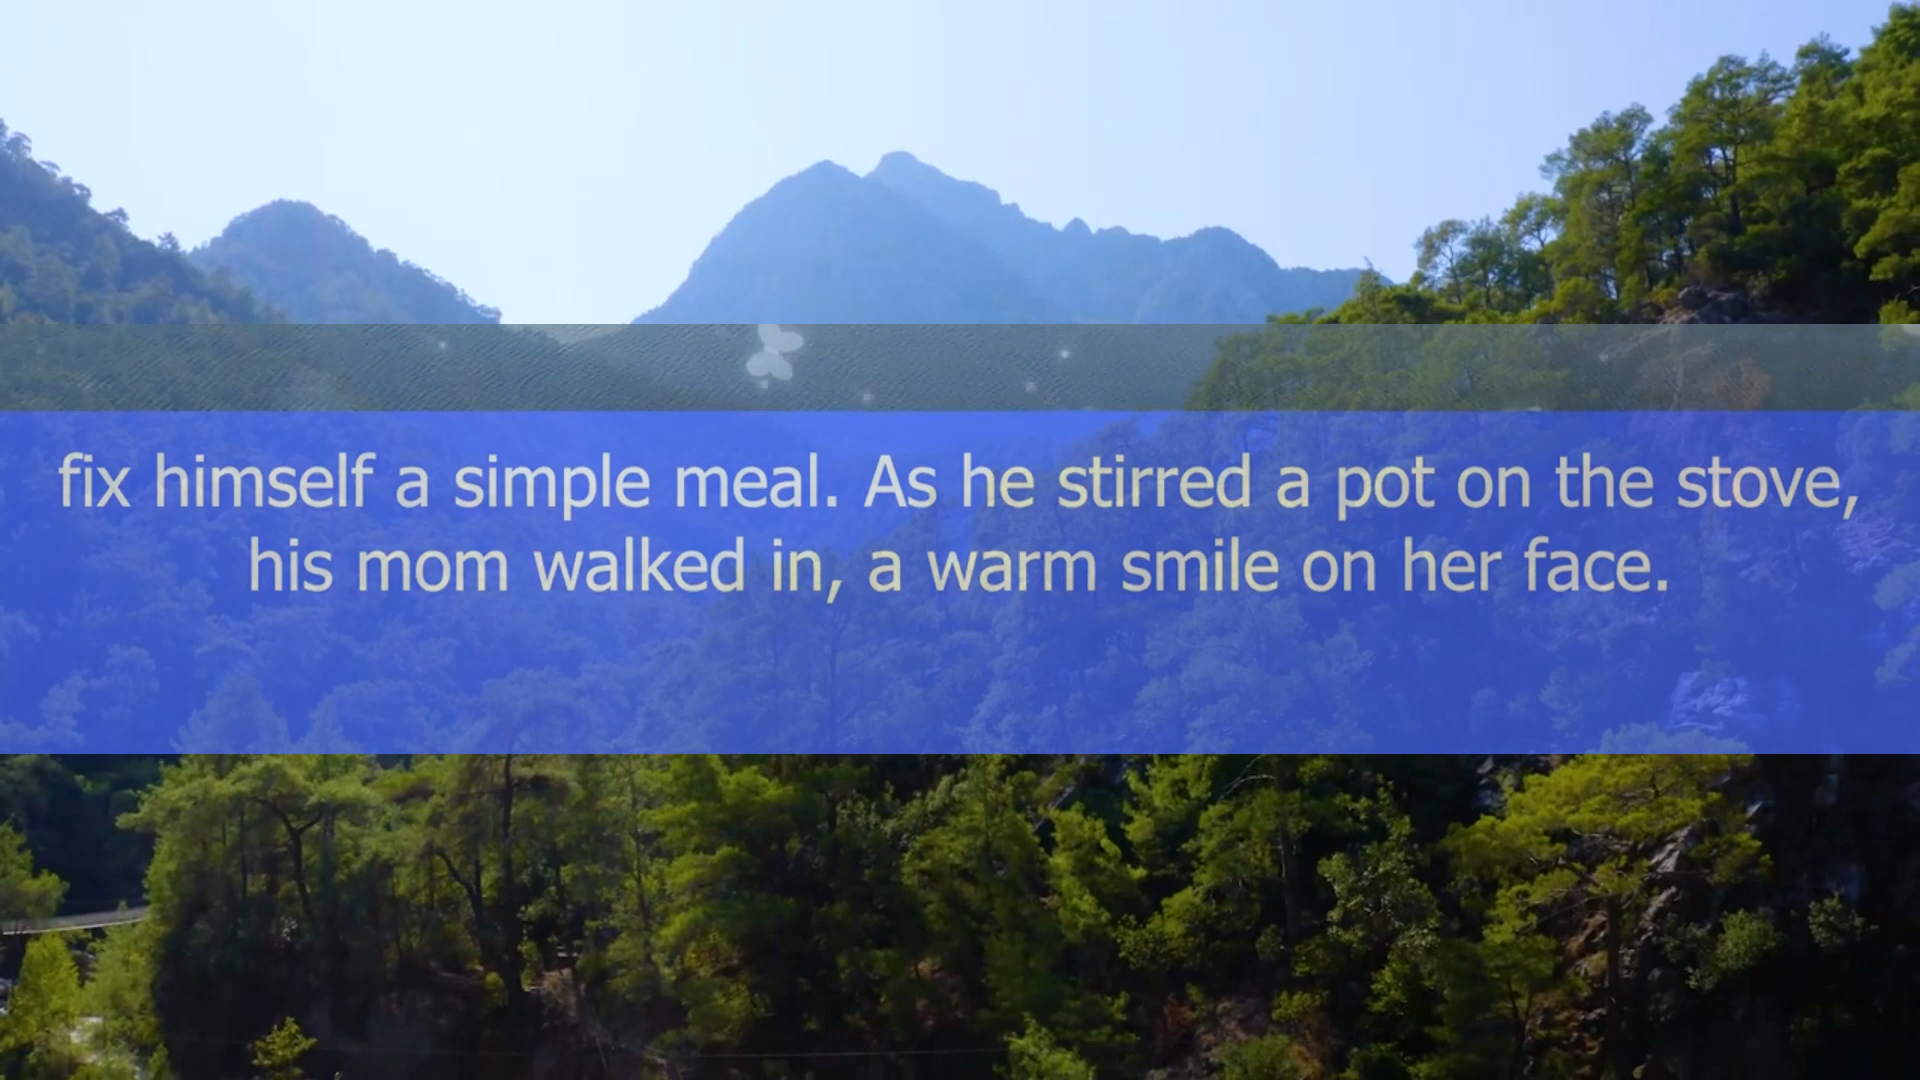 fix himself a simple meal. As he stirred a pot on the stove,
his mom walked in, a warm smile on her face.